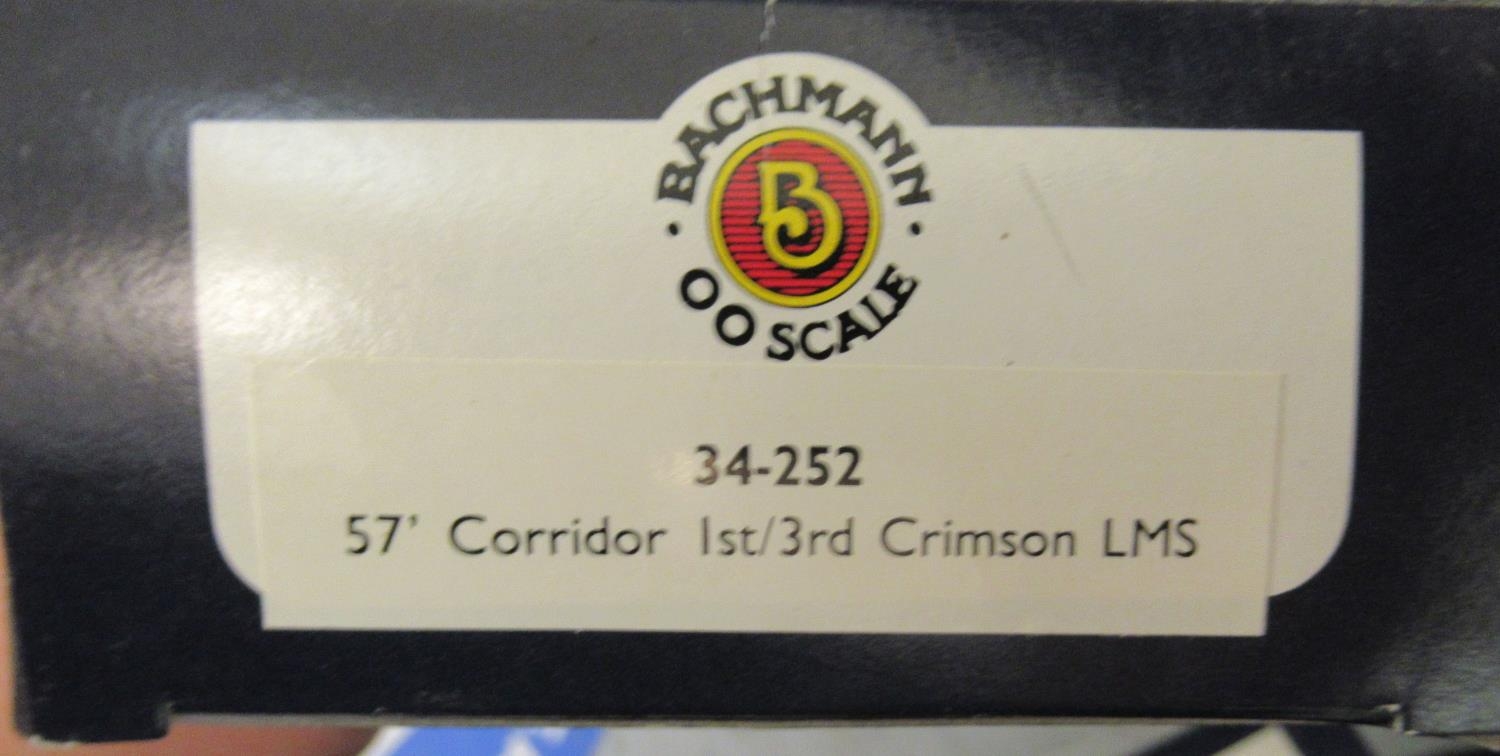 BACHMANN
B
OO SCALE
34-252
57' Corridor 1st/3rd Crimson LMS